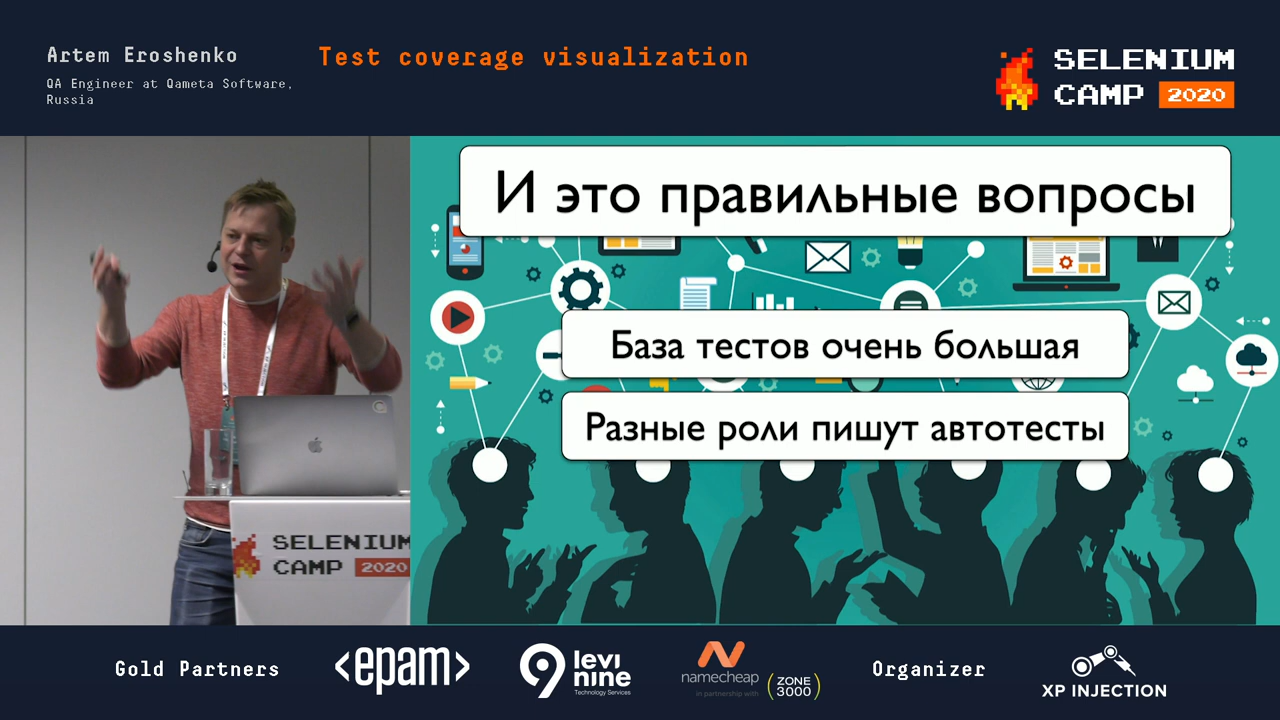 Artem Eroshenko
QA Engineer at Qameta Software,
Russia
Test coverage visualization
SELENIUM
CAMP 2020
И это правильные вопросы
База тестов очень большая
Разные роли пишут автотесты
SELENIUM
CAMP 2020
Gold Partners
<epam>
9 levi
nine
Technology Services
namecheap
in partnership with
ZONE
3000
Organizer
XP INJECTION